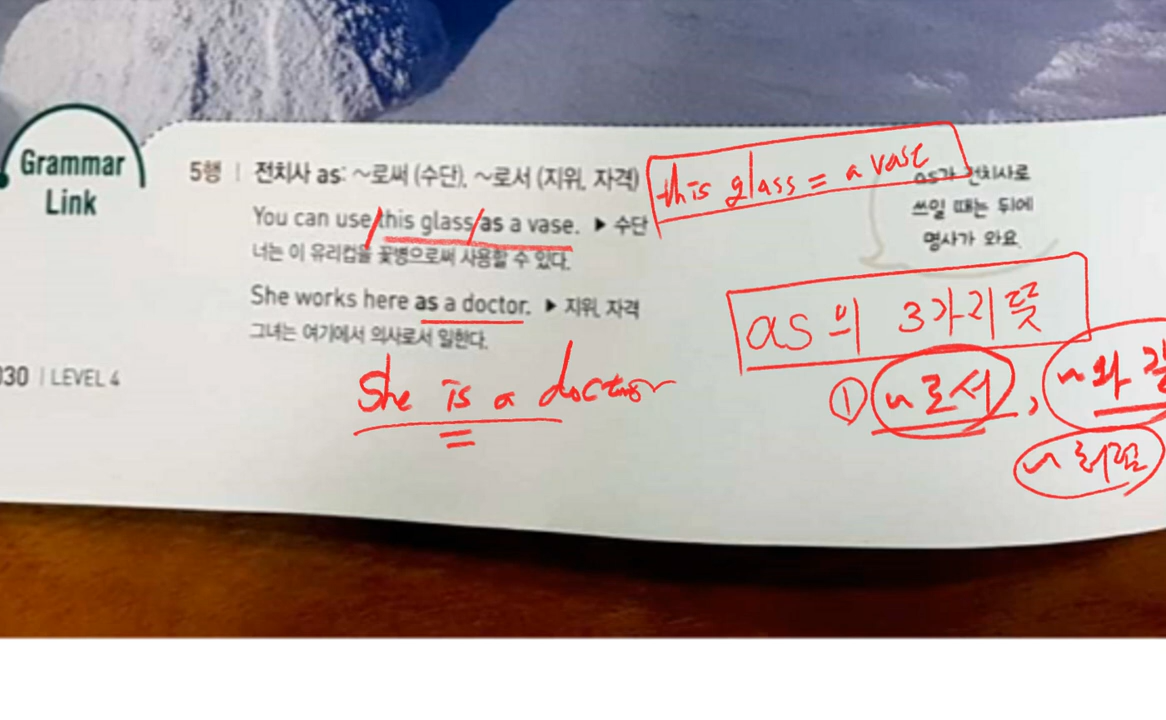 Grammar
Link
5행 | 전치사 as: ~로써 (수단), ~로서 (지위, 자격)
this glass = a vase
as가 전치사로
쓰일 때는 뒤에
명사가 와요
You can use this glass as a vase. ▶ 수단
너는 이 유리컵을 꽃병으로써 사용할 수 있다.
She works here as a doctor. ▶ 지위, 자격
그녀는 여기에서 의사로서 일한다.
as의 3가지 뜻
She is a doctor
① ~로서, ~와 같
~처럼
030 | LEVEL 4